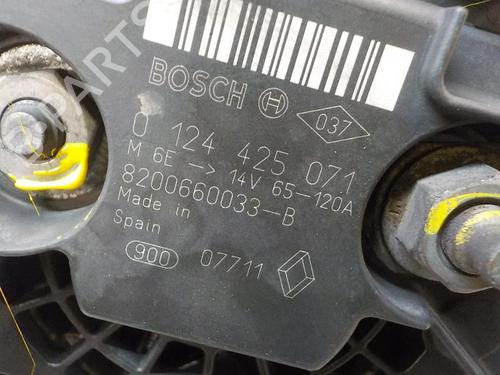 BOSCH
037
0 124 425 071
M 6E → 14V 65-120A
8200660033-B
Made in
Spain
900 07711